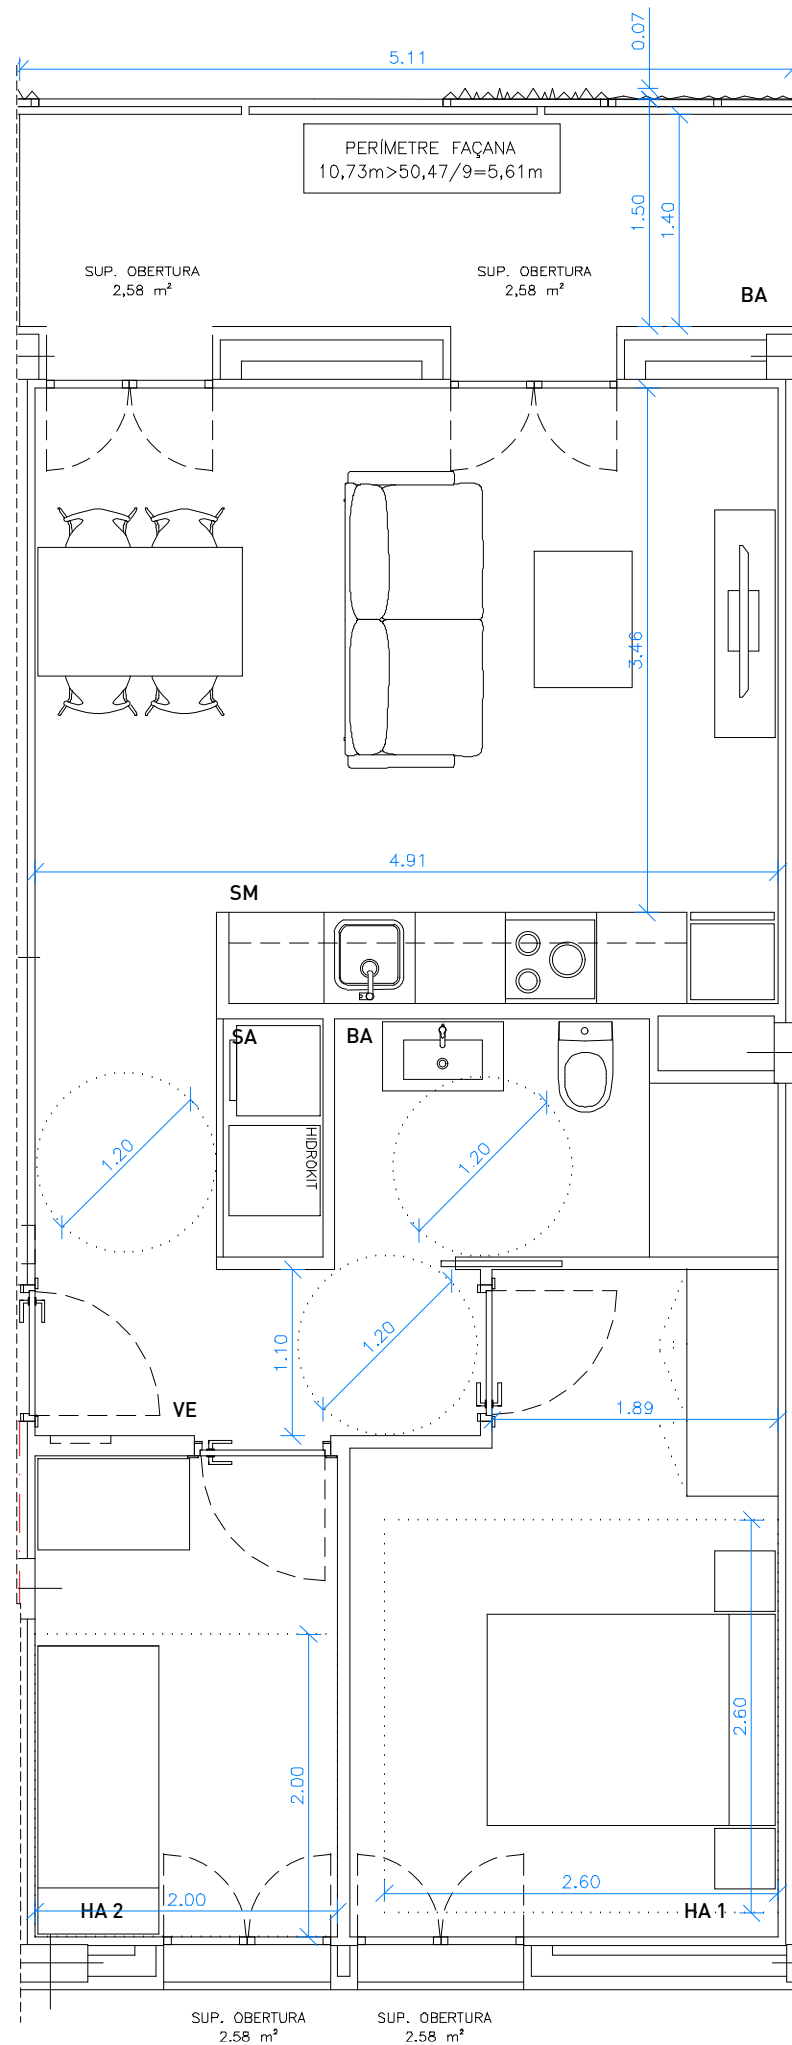 0.07
5.11
PERÍMETRE FAÇANA
10,73m>50,47/9=5,61m
1.50
1.40
SUP. OBERTURA
2,58 m²
SUP. OBERTURA
2,58 m²
BA
3.46
4.91
SM
SA
BA
HIDROKIT
1.20
1.20
1.20
1.10
VE
1.89
2.60
2.00
2.60
2.00
HA 2
HA 1
SUP. OBERTURA
2.58 m²
SUP. OBERTURA
2.58 m²